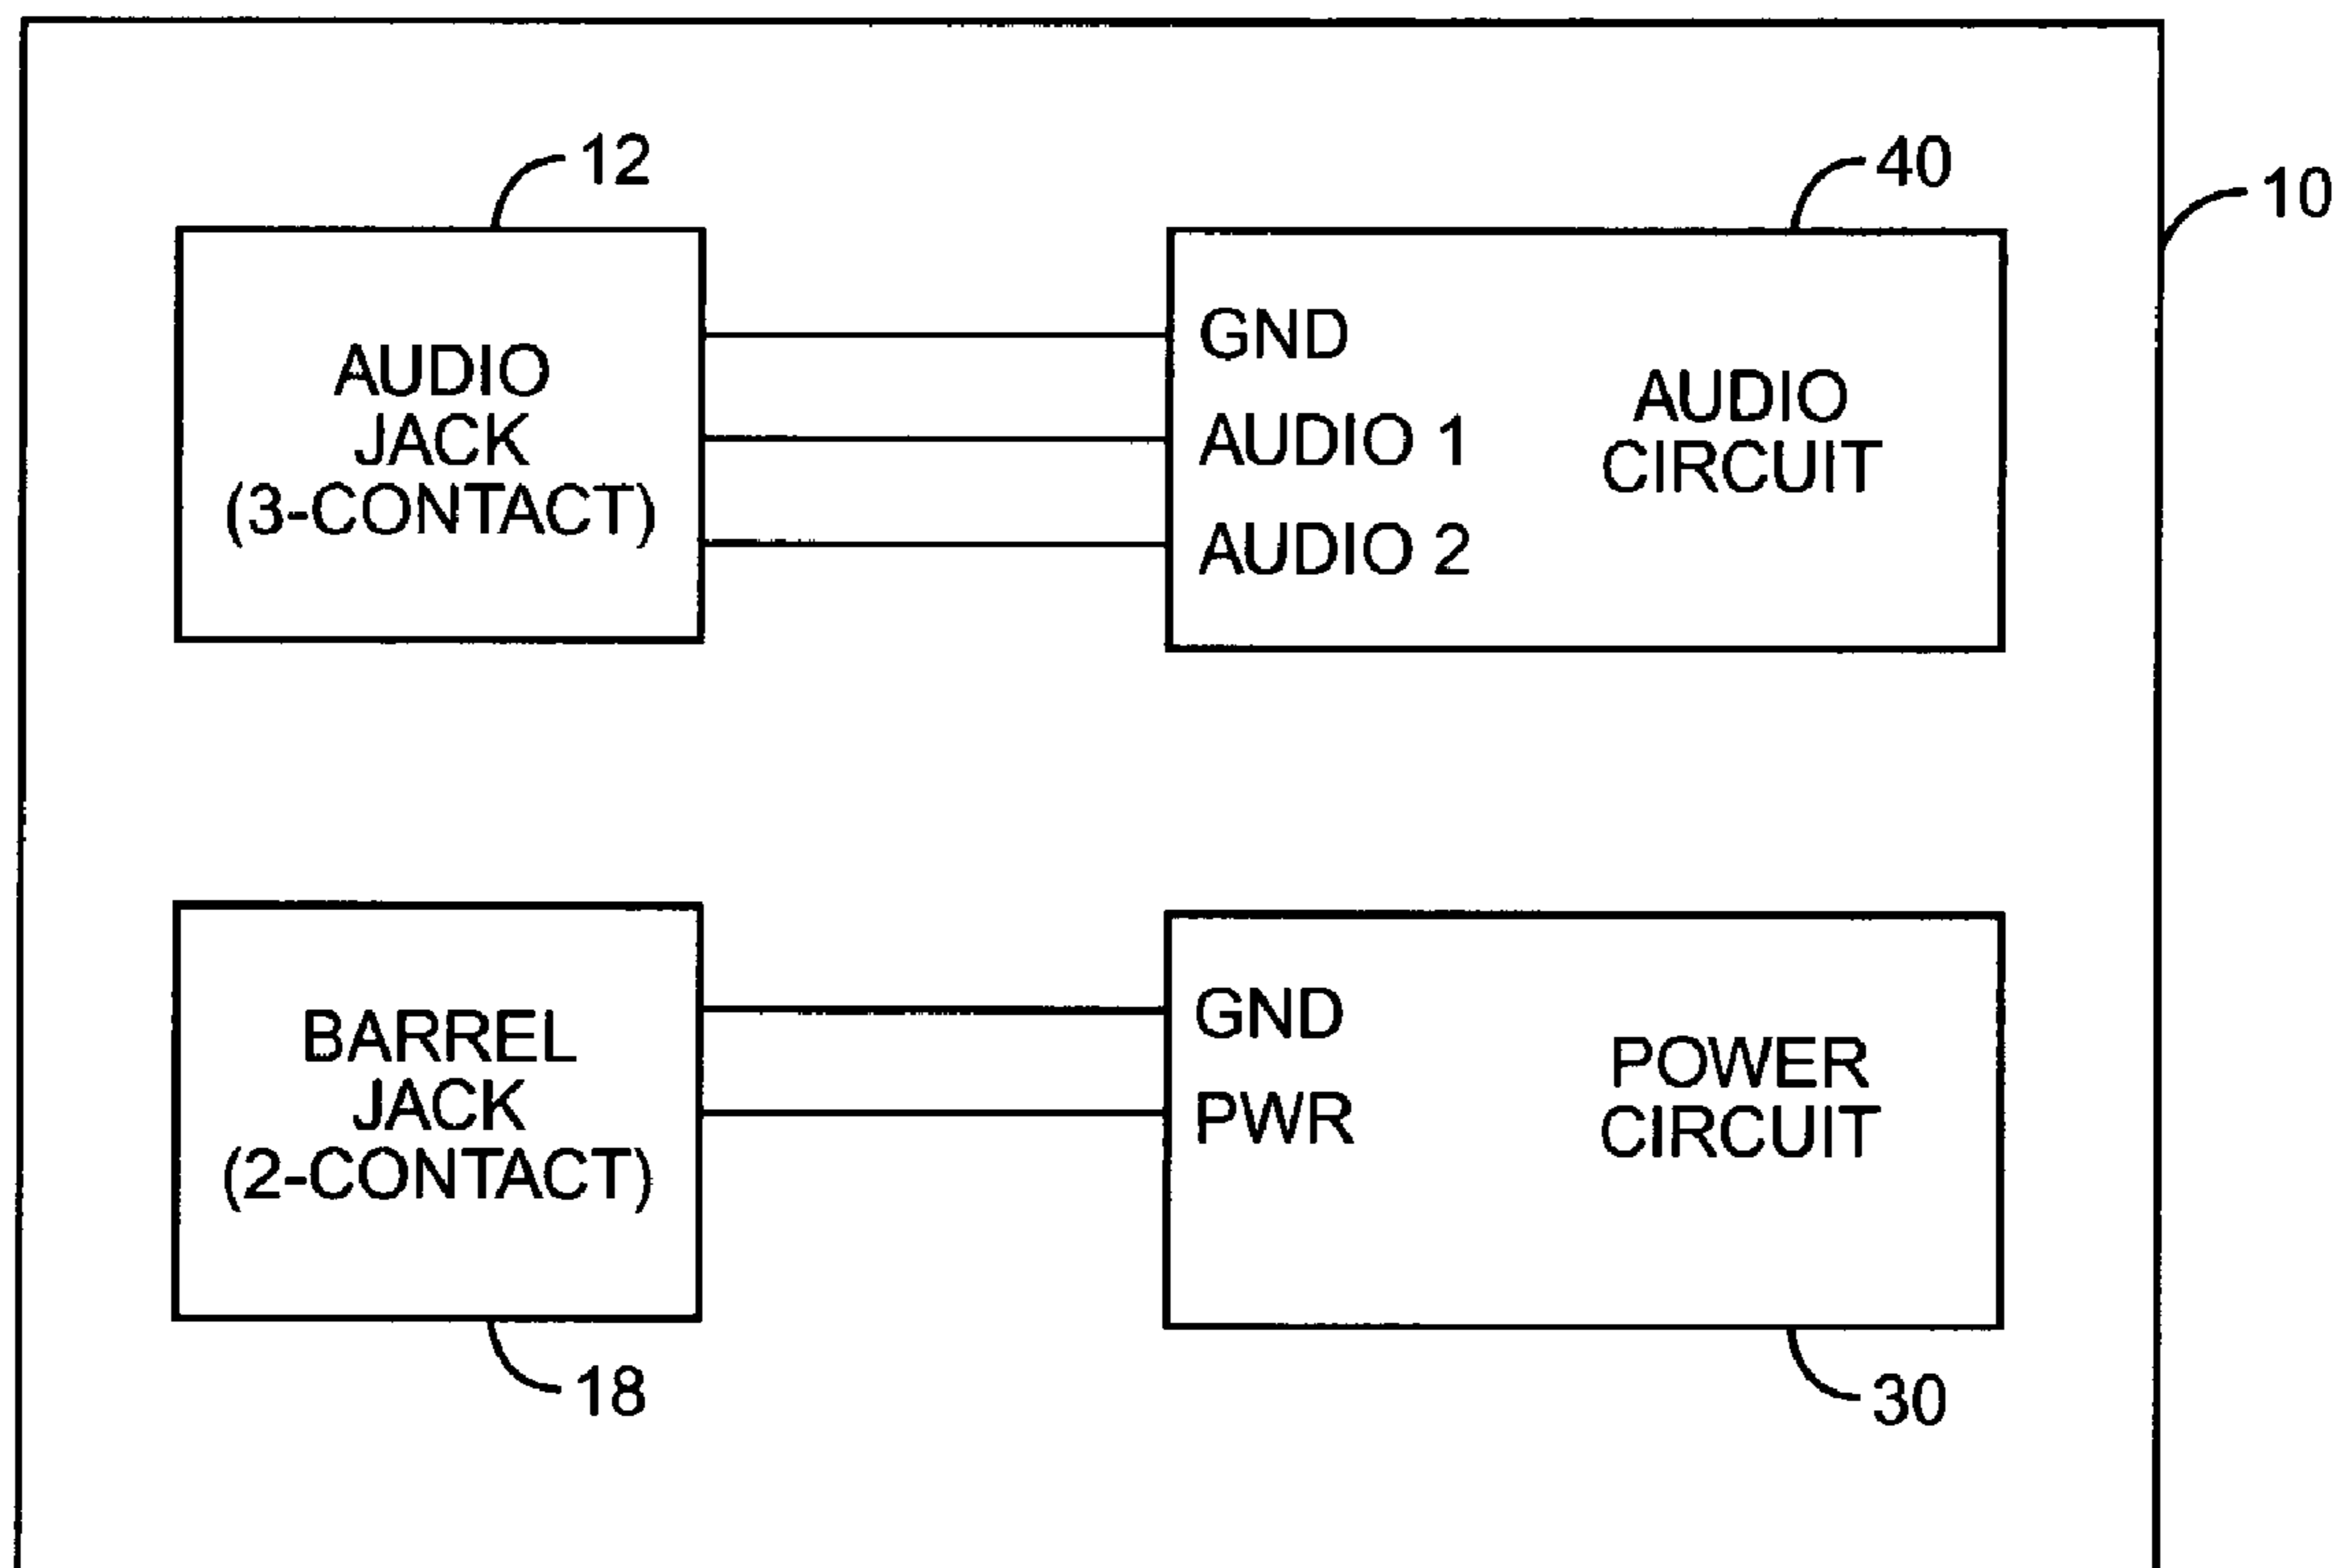 12
40
10
AUDIO
JACK
(3-CONTACT)
GND
AUDIO 1
AUDIO 2
AUDIO
CIRCUIT
BARREL
JACK
(2-CONTACT)
GND
PWR
POWER
CIRCUIT
18
30